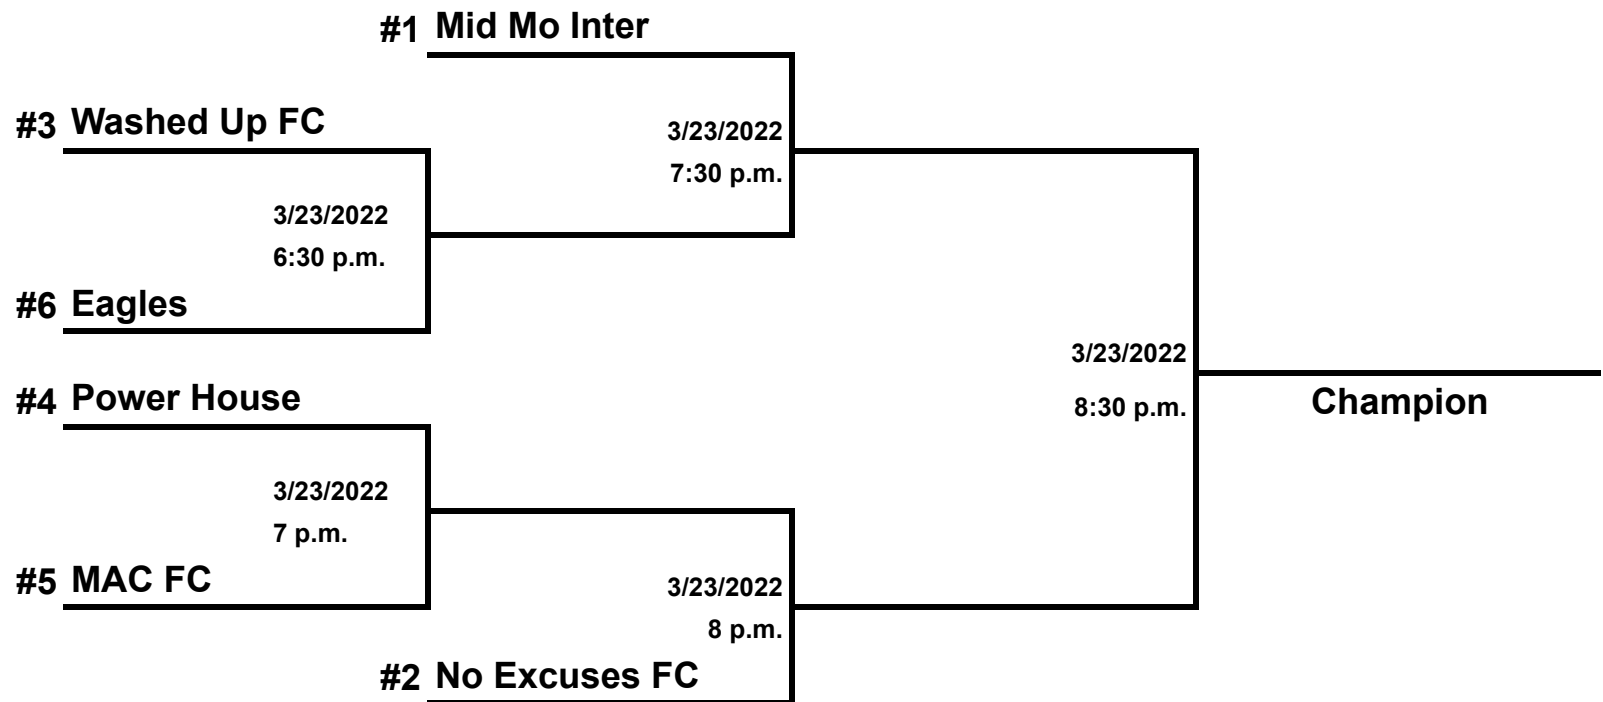 #1 Mid Mo Inter
#3 Washed Up FC
3/23/2022
7:30 p.m.
3/23/2022
6:30 p.m.
#6 Eagles
3/23/2022
8:30 p.m.
Champion
#4 Power House
3/23/2022
7 p.m.
#5 MAC FC
3/23/2022
8 p.m.
#2 No Excuses FC